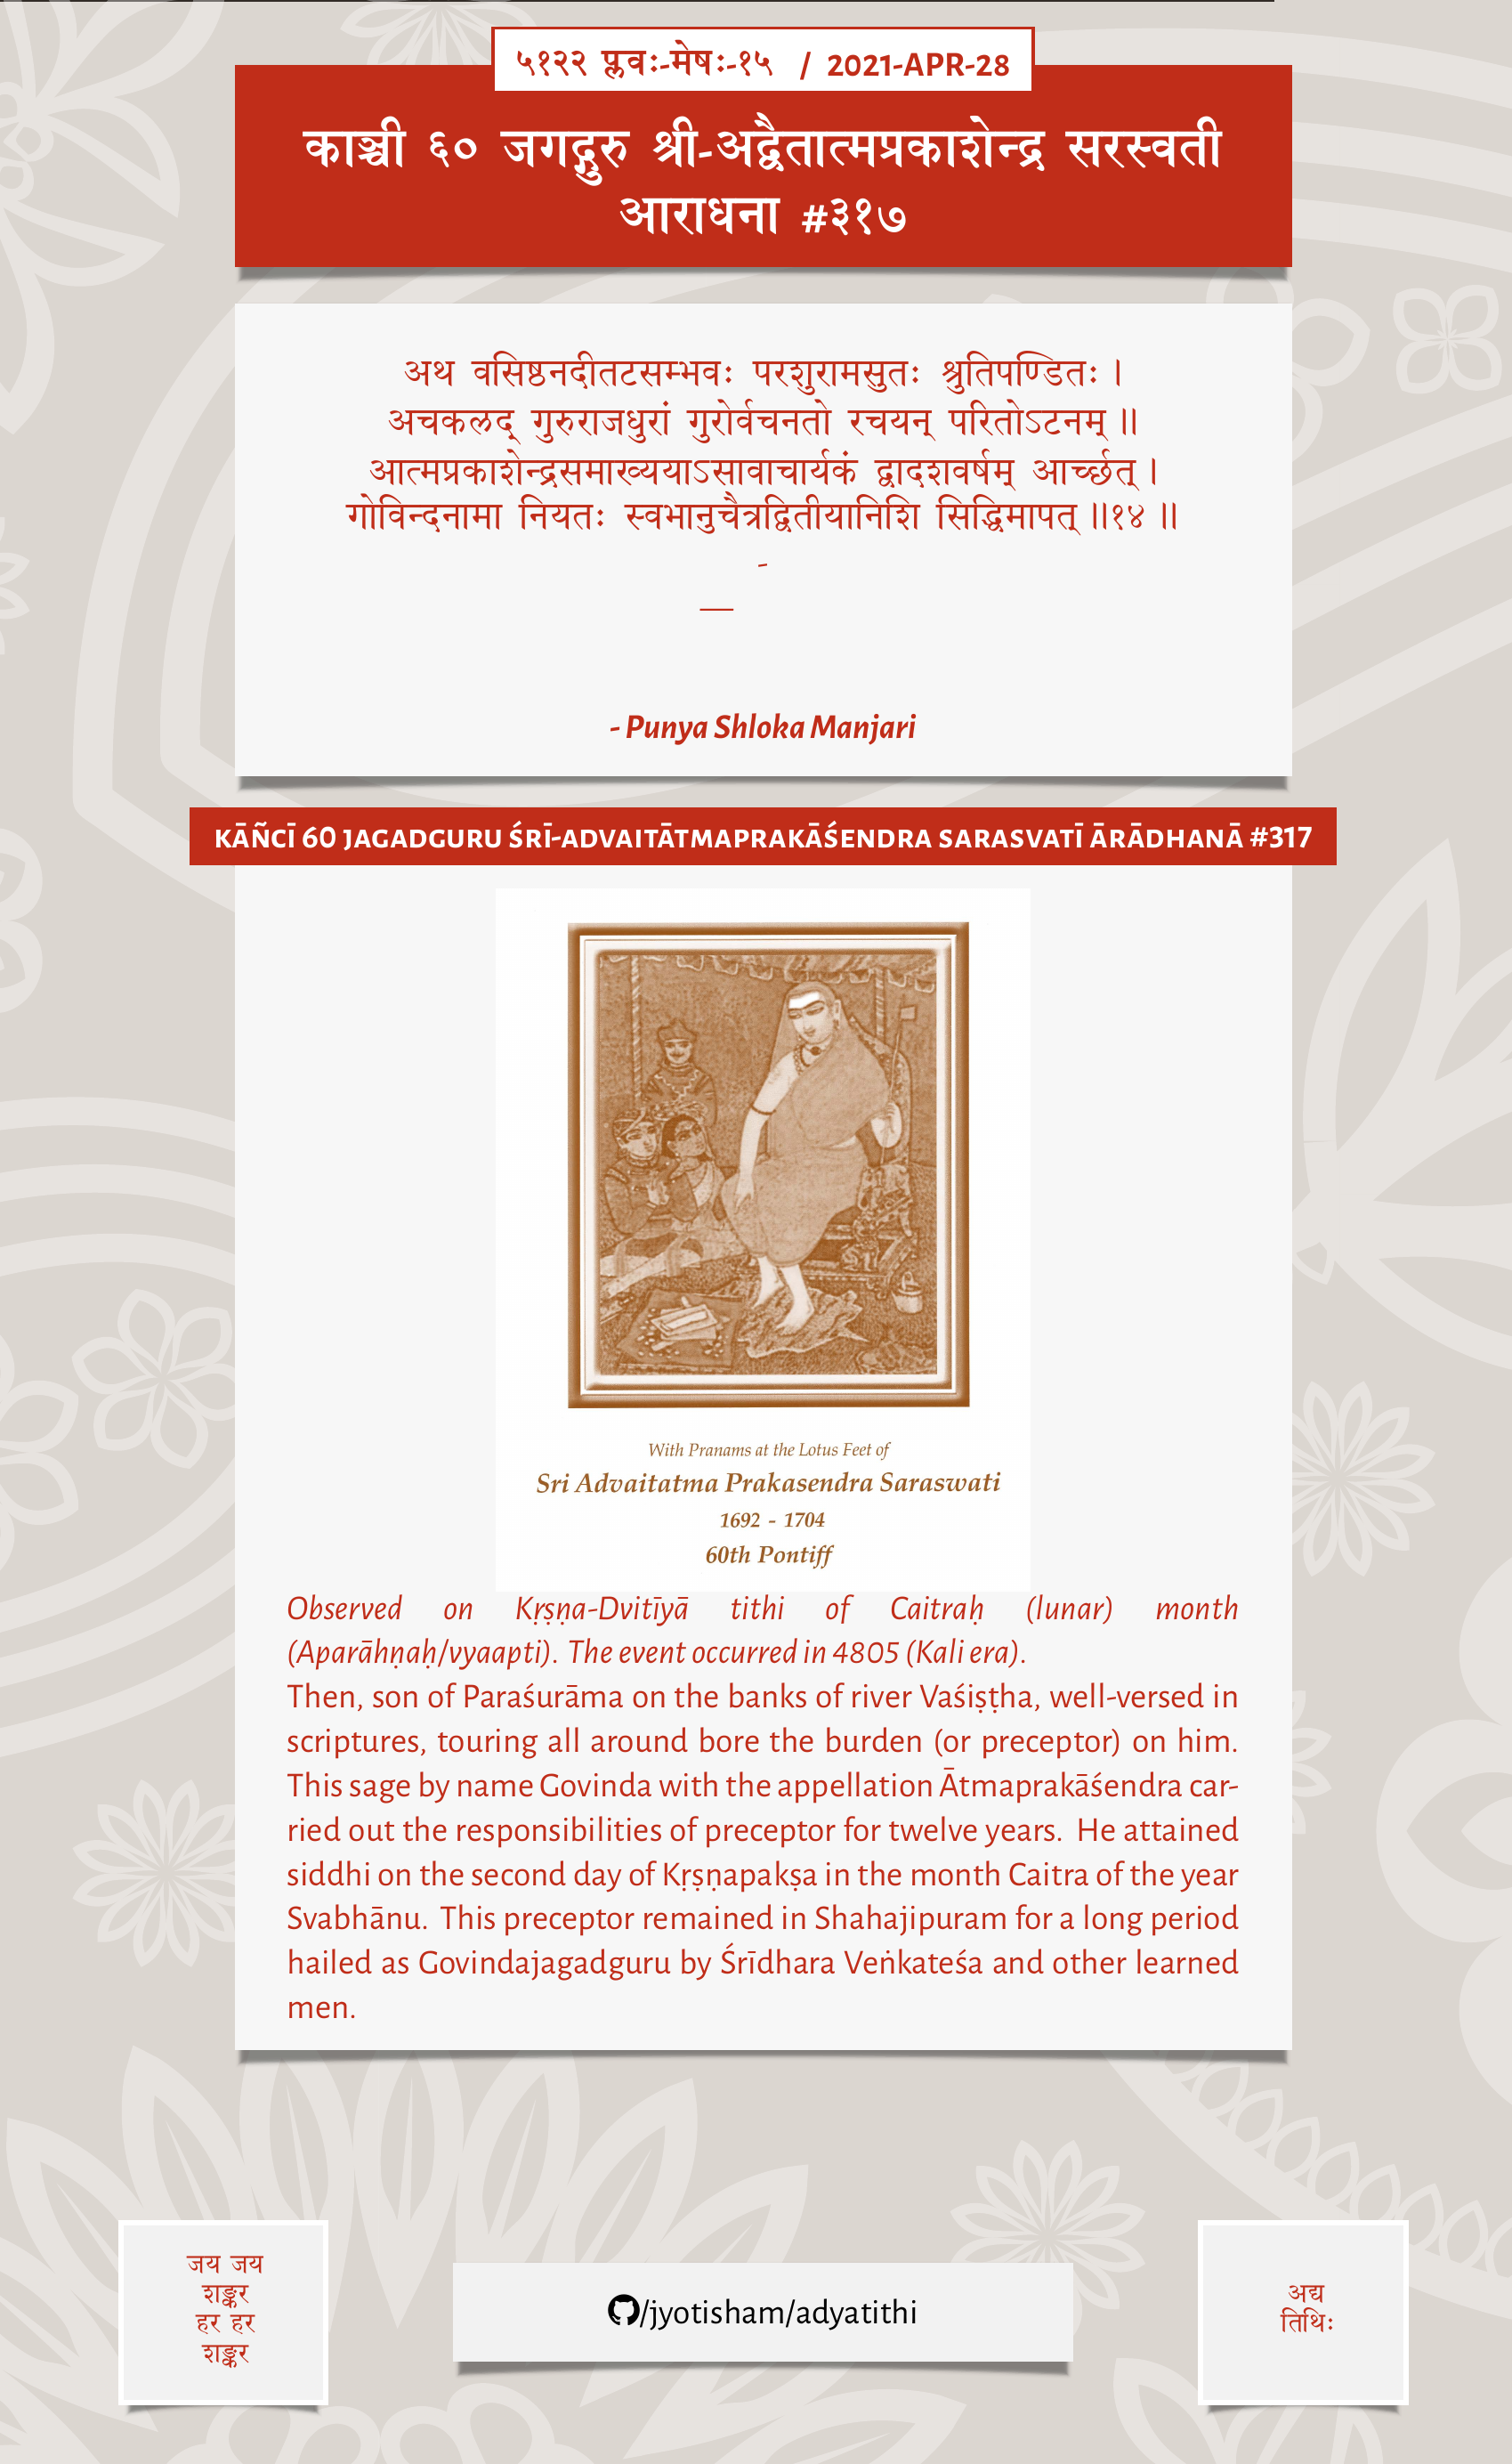 ५१२२ प्लवः-मेषः-१५ / 2021-APR-28
काञ्ची ६० जगद्गुरु श्री-अद्वैतात्मप्रकाशेन्द्र सरस्वती
आराधना #३१७
अथ वसिष्ठनदीतटसम्भवः परशुरामसुतः श्रुतिपण्डितः ।
अचकलद् गुरुराजधुरां गुरोर्वचनतो रचयन् परितोऽटनम् ॥
आत्मप्रकाशेन्द्रसमाख्ययाऽसावाचार्यकं द्वादशवर्षम् आर्च्छत् ।
गोविन्दनामा नियतः स्वभानुचैत्रद्वितीयानिशि सिद्धिमापत् ॥१४ ॥
-
—
- Punya Shloka Manjari
KĀÑCĪ 60 JAGADGURU ŚRĪ-ADVAITĀTMAPRAKĀŚENDRA SARASVATĪ ĀRĀDHANĀ #317
With Pranams at the Lotus Feet of
Sri Advaitatma Prakasendra Saraswati
1692 - 1704
60th Pontiff
Observed on Kṛṣṇa-Dvitīyā tithi of Caitraḥ (lunar) month
(Aparāhṇaḥ/vyaapti). The event occurred in 4805 (Kali era).
Then, son of Paraśurāma on the banks of river Vaśiṣṭha, well-versed in
scriptures, touring all around bore the burden (or preceptor) on him.
This sage by name Govinda with the appellation Ātmaprakāśendra car-
ried out the responsibilities of preceptor for twelve years. He attained
siddhi on the second day of Kṛṣṇapakṣa in the month Caitra of the year
Svabhānu. This preceptor remained in Shahajipuram for a long period
hailed as Govindajagadguru by Śrīdhara Veṅkateśa and other learned
men.
जय जय
शङ्कर
हर हर
शङ्कर
/jyotisham/adyatithi
अद्य
तिथिः